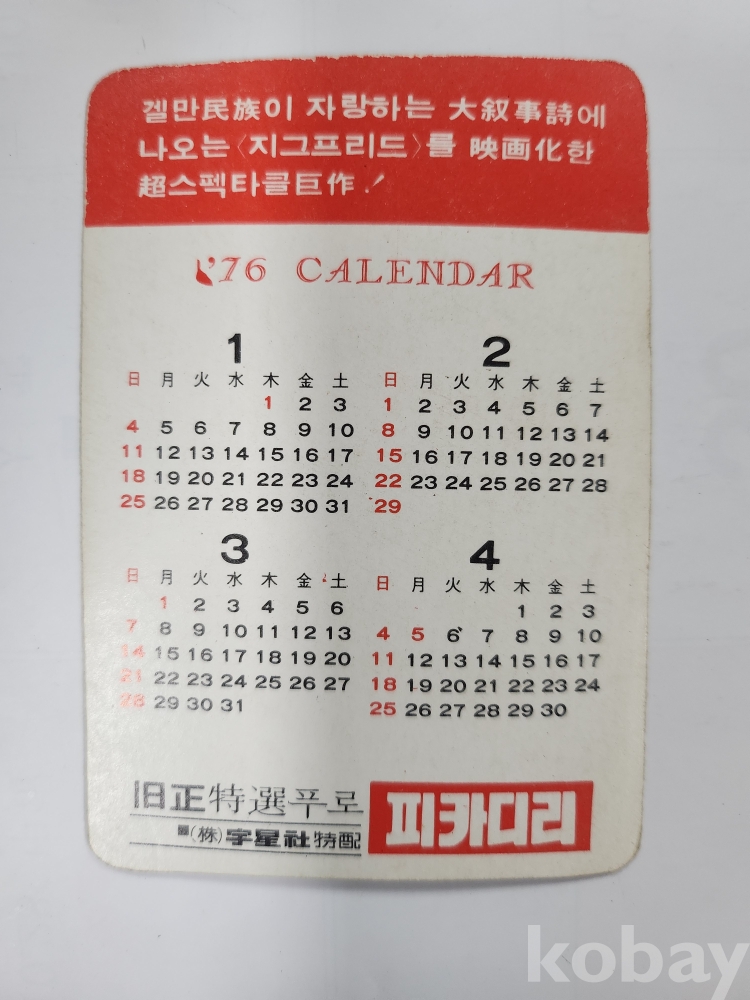 겔만民族이 자랑하는 大叙事詩에
나오는〈지그프리드〉를 映画化한
超스펙타클巨作!
'76 CALENDAR
1
日 月 火 水 木 金 土
1 2 3
4 5 6 7 8 9 10
11 12 13 14 15 16 17
18 19 20 21 22 23 24
25 26 27 28 29 30 31
2
日 月 火 水 木 金 土
1 2 3 4 5 6 7
8 9 10 11 12 13 14
15 16 17 18 19 20 21
22 23 24 25 26 27 28
29
3
日 月 火 水 木 金 土
1 2 3 4 5 6
7 8 9 10 11 12 13
14 15 16 17 18 19 20
21 22 23 24 25 26 27
28 29 30 31
4
日 月 火 水 木 金 土
1 2 3
4 5 6 7 8 9 10
11 12 13 14 15 16 17
18 19 20 21 22 23 24
25 26 27 28 29 30
旧正特選푸로
(株)宇星社特配
피카디리
kobay